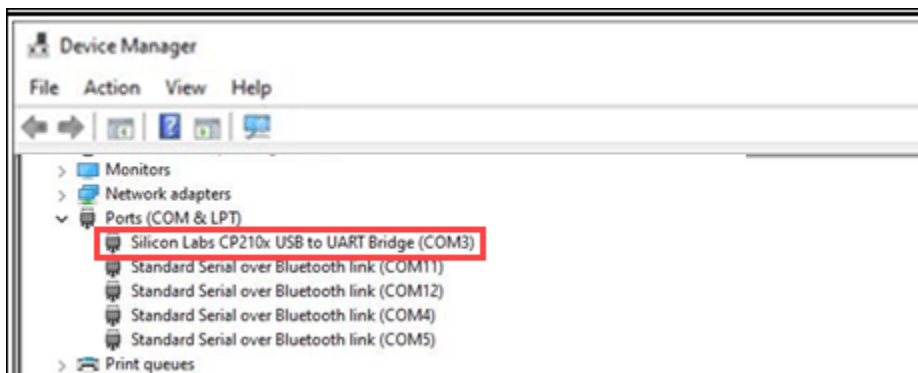 Device Manager
File Action View Help
Monitors
Network adapters
Ports (COM & LPT)
Silicon Labs CP210x USB to UART Bridge (COM3)
Standard Serial over Bluetooth link (COM11)
Standard Serial over Bluetooth link (COM12)
Standard Serial over Bluetooth link (COM4)
Standard Serial over Bluetooth link (COM5)
Print queues